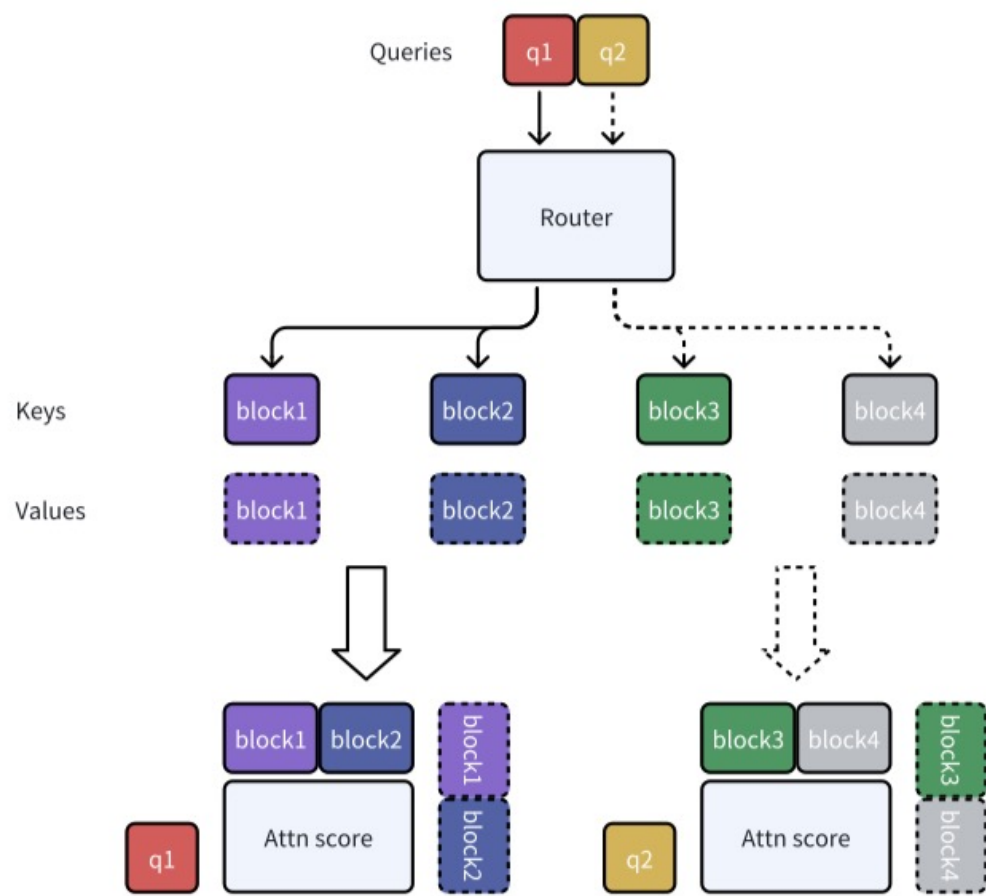 Queries q1 q2
Router
Keys block1 block2 block3 block4
Values block1 block2 block3 block4
block1 block2 block1 block3 block4 block3
q1 Attn score block2 q2 Attn score block4